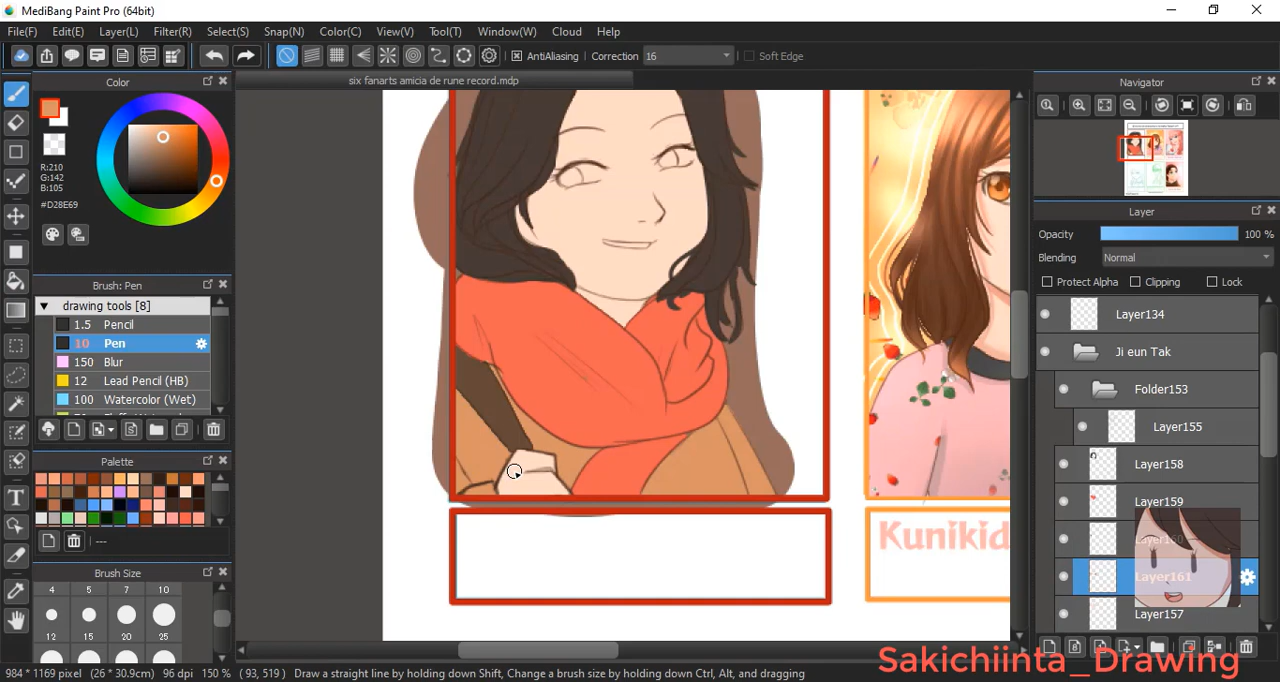 MediBang Paint Pro (64bit)
File(F) Edit(E) Layer(L) Filter(R) Select(S) Snap(N) Color(C) View(V) Tool(T) Window(W) Cloud Help
AntiAliasing Correction 16 Soft Edge
Color
six fanarts amicia de rune record.mdp
Navigator
R:210
G:142
B:105
#D28E69
Layer
Opacity 100 %
Blending Normal
Protect Alpha Clipping Lock
Brush: Pen
drawing tools [8]
1.5 Pencil
10 Pen
150 Blur
12 Lead Pencil (HB)
100 Watercolor (Wet)
Layer134
Ji eun Tak
Folder153
Layer155
Layer158
Layer159
Layer160
Layer161
Layer157
Palette
---
Brush Size
4 5 7 10
12 15 20 25
Kunikid
Sakichiinta_Drawing
984 * 1169 pixel (26 * 30.9cm) 96 dpi 150 % ( 93, 519 ) Draw a straight line by holding down Shift, Change a brush size by holding down Ctrl, Alt, and dragging